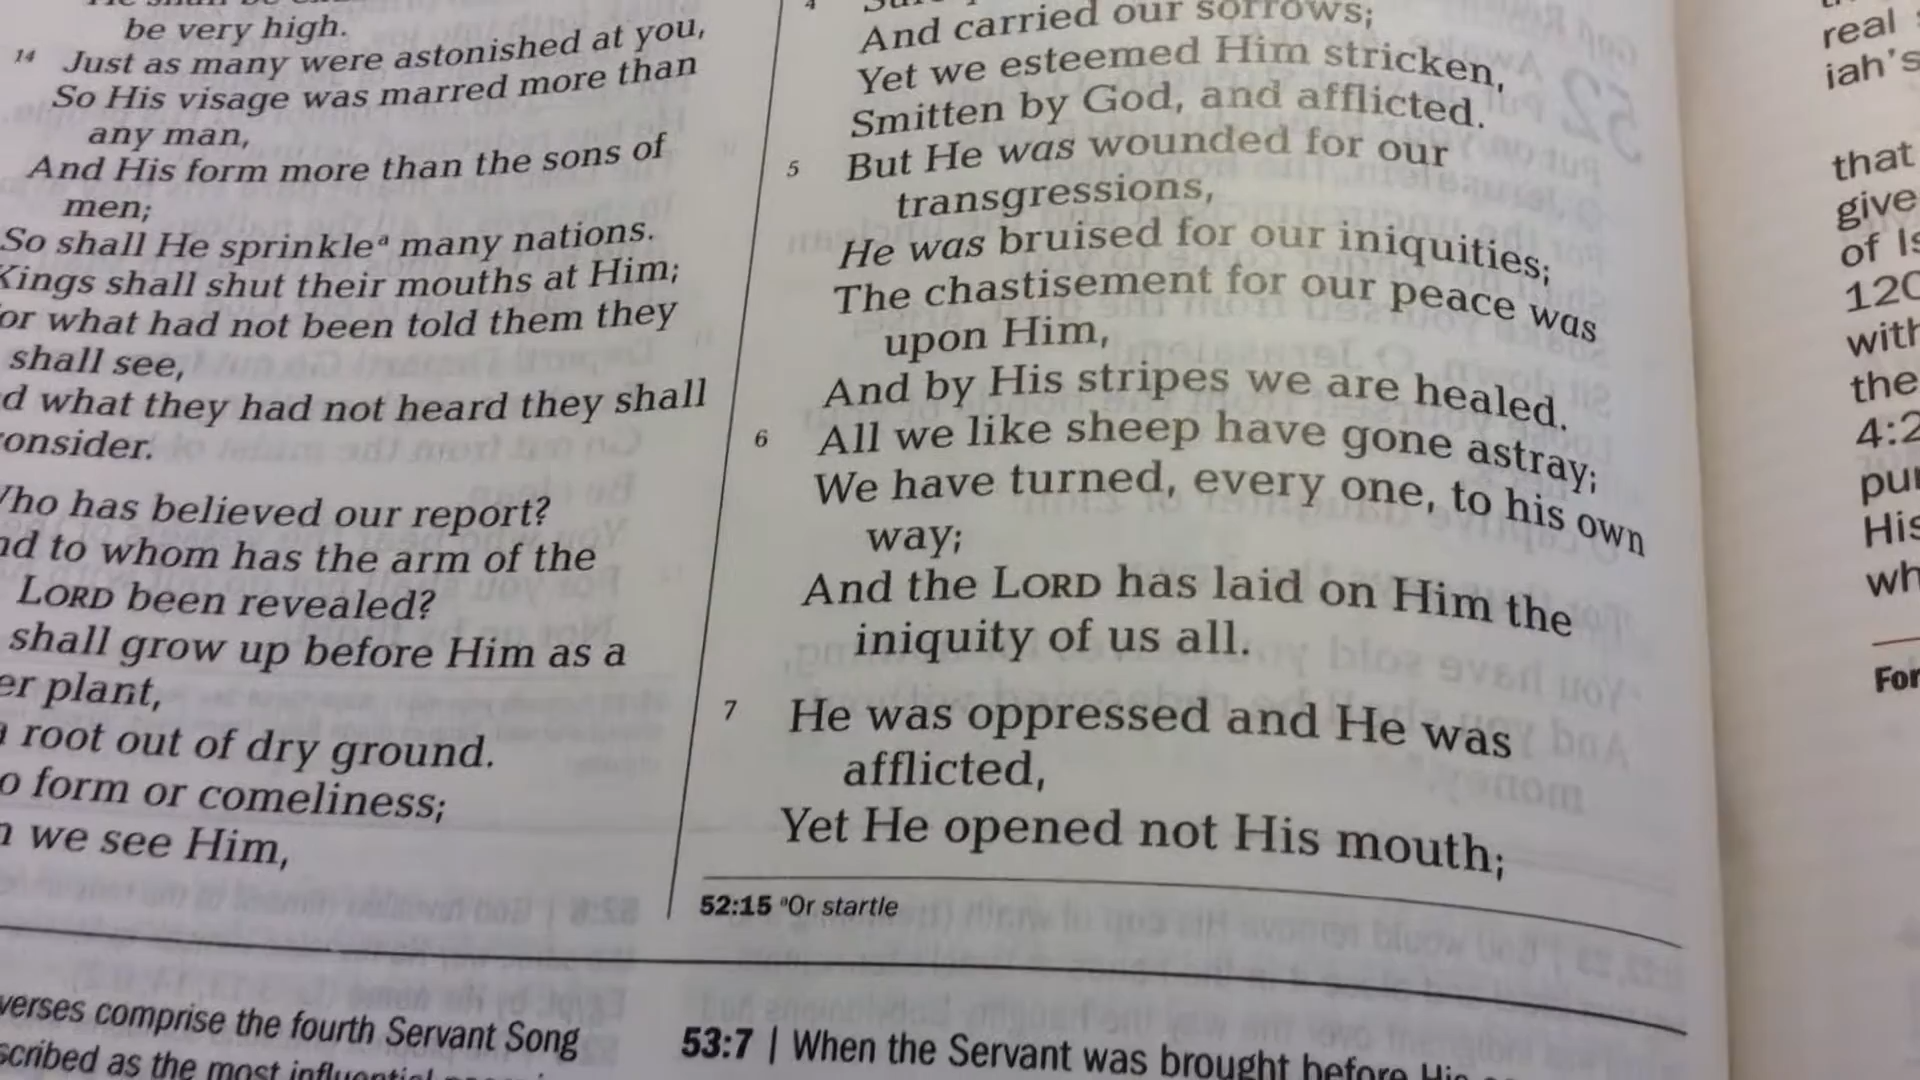 be very high.
14 Just as many were astonished at you,
So His visage was marred more than
any man,
And His form more than the sons of
men;
So shall He sprinkleᵃ many nations.
Kings shall shut their mouths at Him;
or what had not been told them they
shall see,
d what they had not heard they shall
onsider.
ho has believed our report?
nd to whom has the arm of the
LORD been revealed?
shall grow up before Him as a
er plant,
root out of dry ground.
o form or comeliness;
we see Him,
4
And carried our sorrows;
Yet we esteemed Him stricken,
Smitten by God, and afflicted.
5 But He was wounded for our
transgressions,
He was bruised for our iniquities;
The chastisement for our peace was
upon Him,
And by His stripes we are healed.
6 All we like sheep have gone astray;
We have turned, every one, to his own
way;
And the LORD has laid on Him the
iniquity of us all.
7 He was oppressed and He was
afflicted,
Yet He opened not His mouth;
52:15 ᵃOr startle
verses comprise the fourth Servant Song
scribed as the most
53:7 | When the Servant was brought before His
real
iah's
that
give
of Is
120
with
the
4:2
pu
His
wh
For